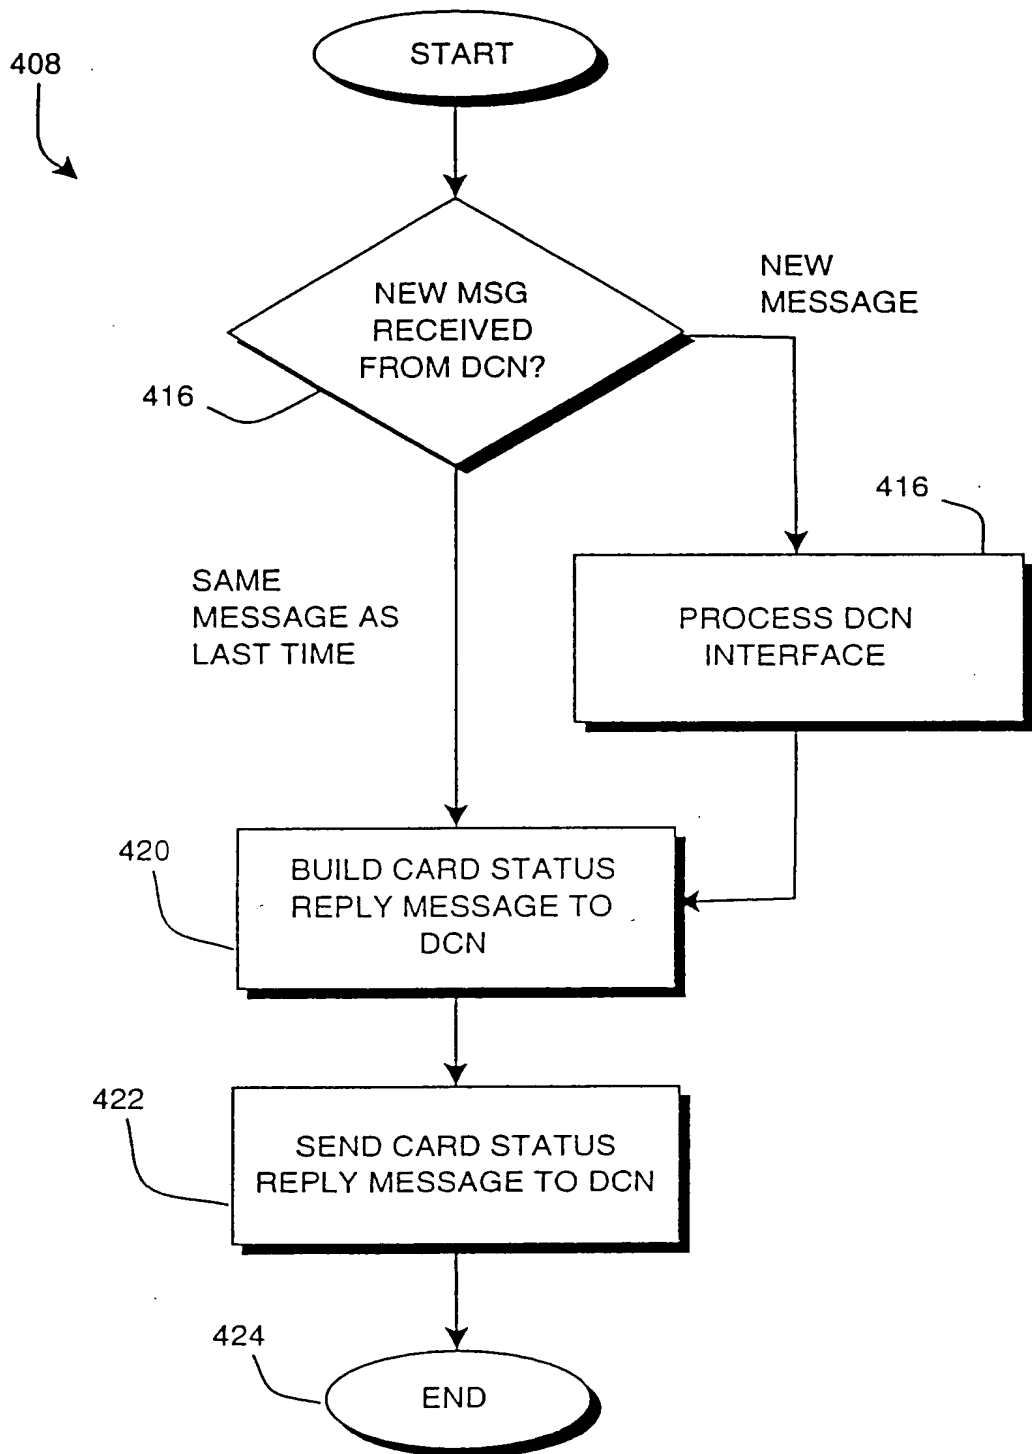 START
408
NEW MSG
RECEIVED
FROM DCN?
NEW
MESSAGE
416
416
SAME
MESSAGE AS
LAST TIME
PROCESS DCN
INTERFACE
420
BUILD CARD STATUS
REPLY MESSAGE TO
DCN
422
SEND CARD STATUS
REPLY MESSAGE TO DCN
424
END